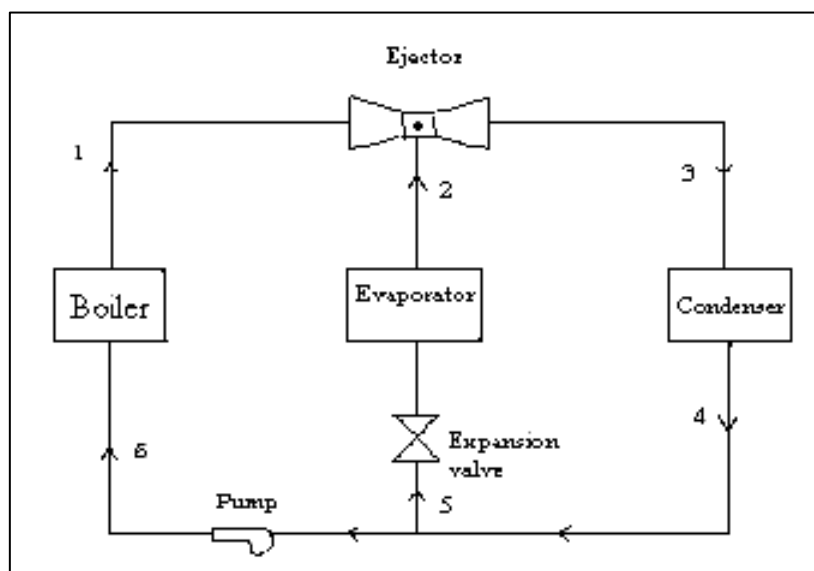 Ejector
1
2
3
Boiler
Evaporator
Condenser
4
6
Expansion
valve
Pump
5